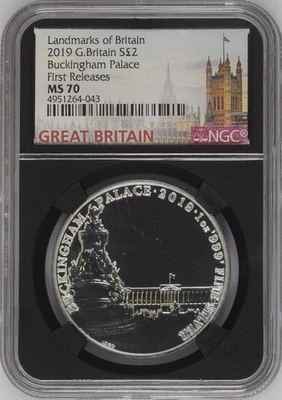 Landmarks of Britain
2019 G.Britain S£2
Buckingham Palace
First Releases
MS 70
4951264-043
GREAT BRITAIN
NGC
BUCKINGHAM PALACE · 2019 · 1 oz 999 FINE SILVER